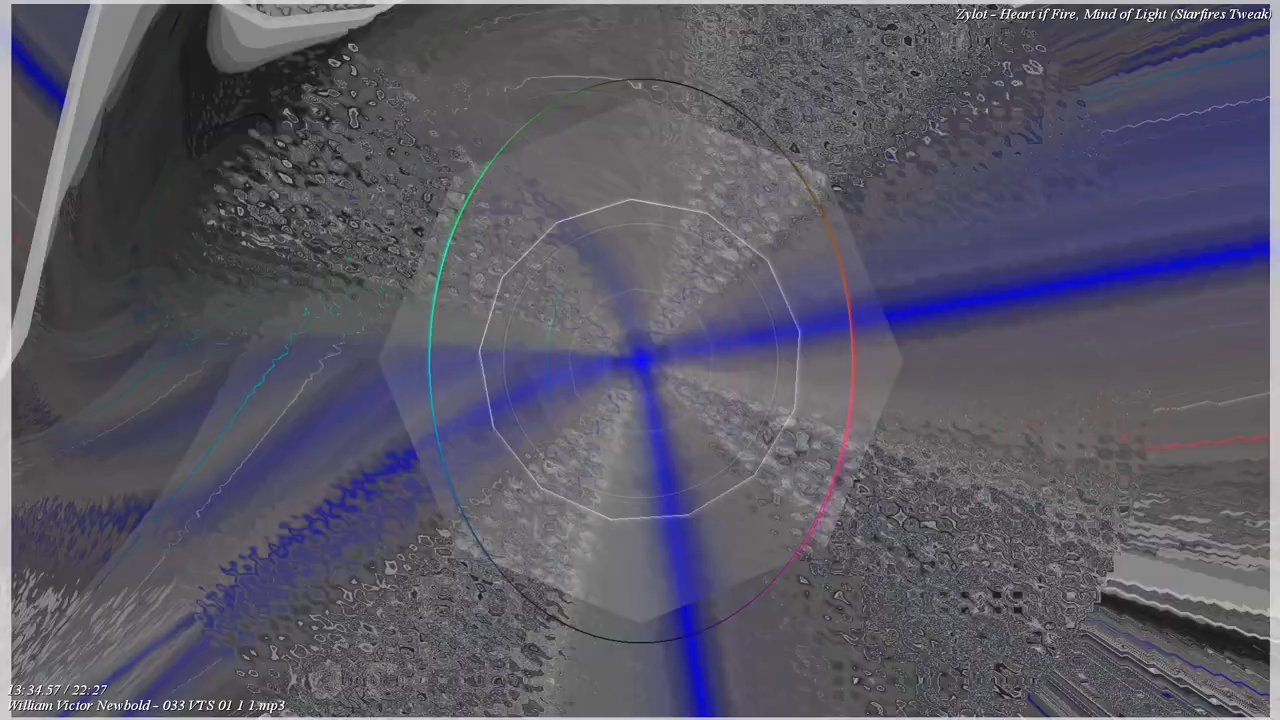 Zylot - Heart if Fire, Mind of Light (Starfires Tweak)
13:34.57 / 22:27
William Victor Newbold - 033 VTS 01 1 1.mp3